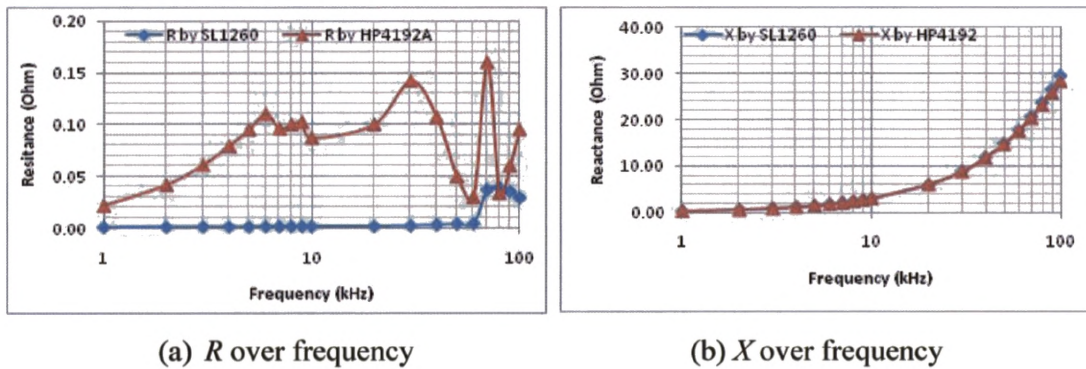 0.20
0.15
0.10
0.05
0.00
R by SL1260
R by HP4192A
Resitance (Ohm)
1
10
100
Frequency (kHz)
40.00
30.00
20.00
10.00
0.00
X by SL1260
X by HP4192
Reactance (Ohm)
1
10
100
Frequency (kHz)
(a) R over frequency
(b) X over frequency